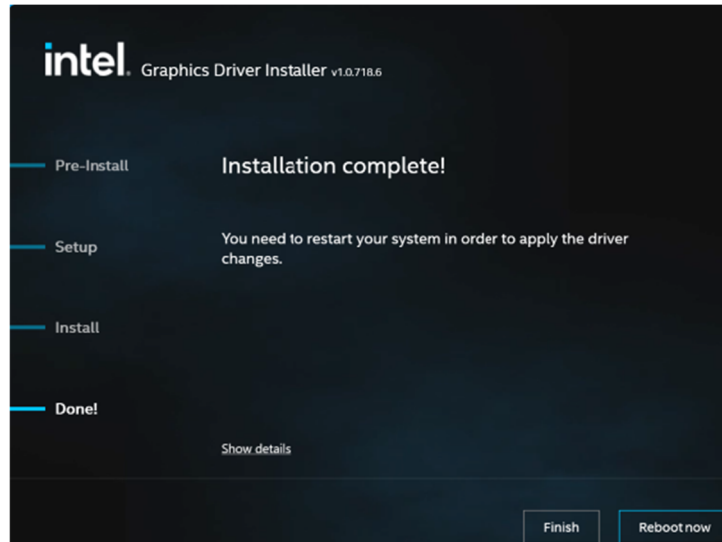 intel. Graphics Driver Installer v1.0.718.6
Pre-Install
Installation complete!
Setup
You need to restart your system in order to apply the driver
changes.
Install
Done!
Show details
Finish
Reboot now